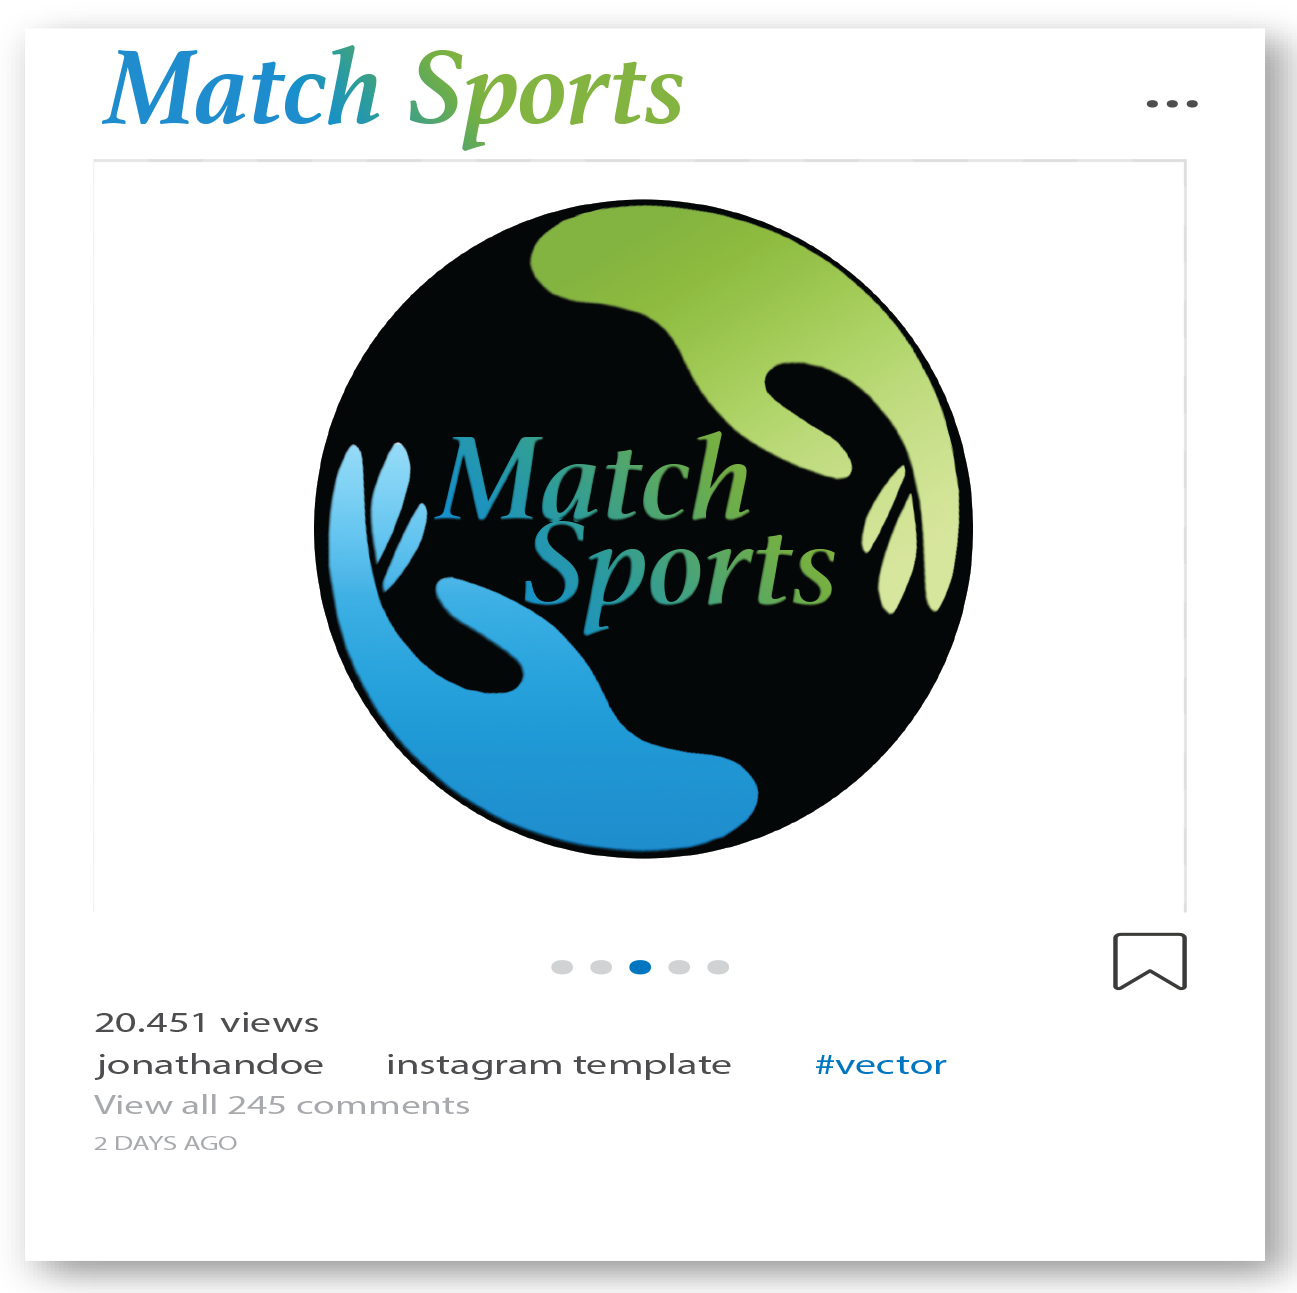 Match Sports
Match
Sports
20.451 views
jonathandoe instagram template #vector
View all 245 comments
2 DAYS AGO